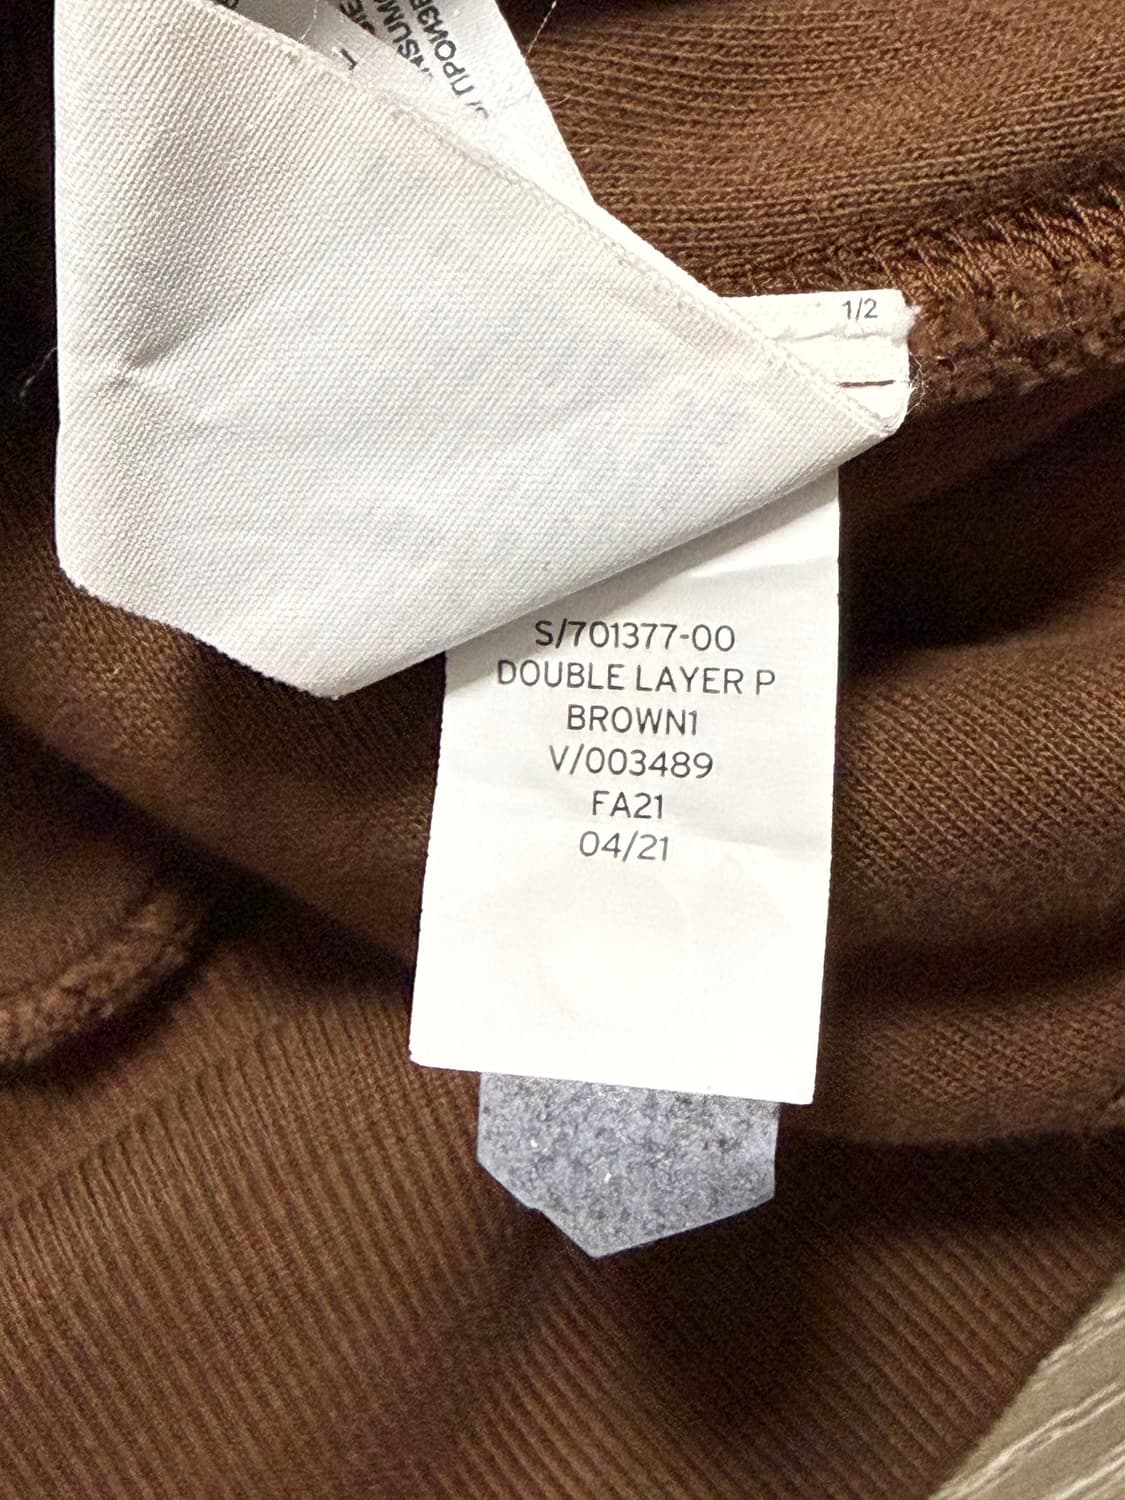 1/2
S/701377-00
DOUBLE LAYER P
BROWN1
V/003489
FA21
04/21